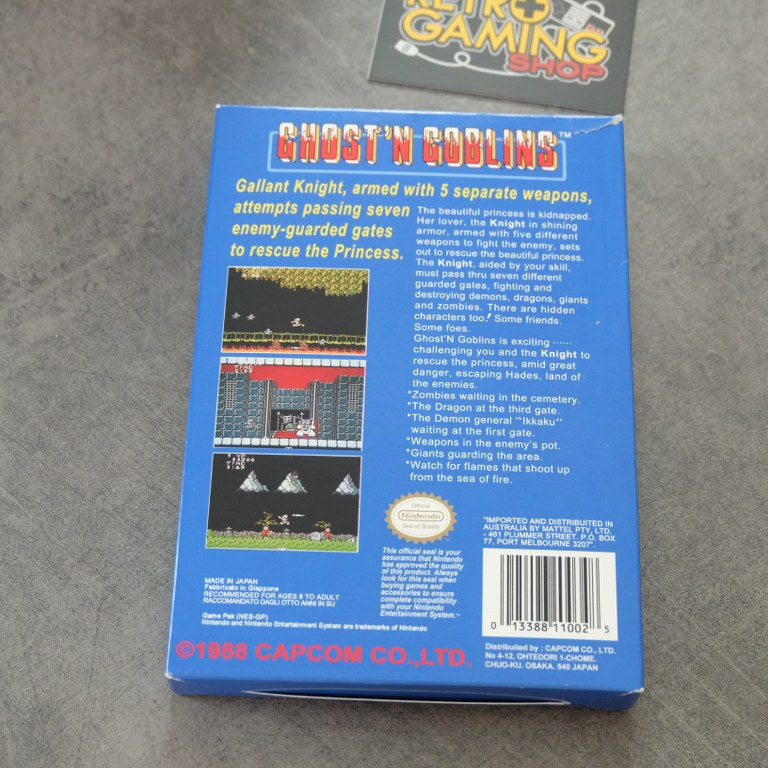 RETRO
GAMING
SHOP
GHOST'N GOBLINS™
Gallant Knight, armed with 5 separate weapons,
attempts passing seven
enemy-guarded gates
to rescue the Princess.
The beautiful princess is kidnapped.
Her lover, the Knight in shining
armor, armed with five different
weapons to fight the enemy, sets
out to rescue the beautiful princess.
The Knight, aided by your skill,
must pass thru seven different
guarded gates, fighting and
destroying demons, dragons, giants
and zombies. There are hidden
characters too! Some friends.
Some foes.
Ghost'N Goblins is exciting ······
challenging you and the Knight to
rescue the princess, amid great
danger, escaping Hades, land of
the enemies.
*Zombies waiting in the cemetery.
*The Dragon at the third gate.
*The Demon general "Ikkaku"
waiting at the first gate.
*Weapons in the enemy's pot.
*Giants guarding the area.
*Watch for flames that shoot up
from the sea of fire.
Official
Nintendo
Seal of Quality
This official seal is your
assurance that Nintendo
has approved the quality
of this product. Always
look for this seal when
buying games and
accessories to ensure
complete compatibility
with your Nintendo
Entertainment System.™
"IMPORTED AND DISTRIBUTED IN
AUSTRALIA BY MATTEL PTY, LTD.
- 461 PLUMMER STREET. P.O. BOX
77, PORT MELBOURNE 3207".
0 13388 11002 5
Distributed by : CAPCOM CO., LTD.
No 4-12, OHTEDORI 1-CHOME.
CHUO-KU. OSAKA. 540 JAPAN
MADE IN JAPAN
Fabbricato in Giappone
RECOMMENDED FOR AGES 8 TO ADULT
RACCOMANDATO DAGLI OTTO ANNI IN SU
Game Pak (NES-GP)
Nintendo and Nintendo Entertainment System are trademarks of Nintendo
©1988 CAPCOM CO.,LTD.